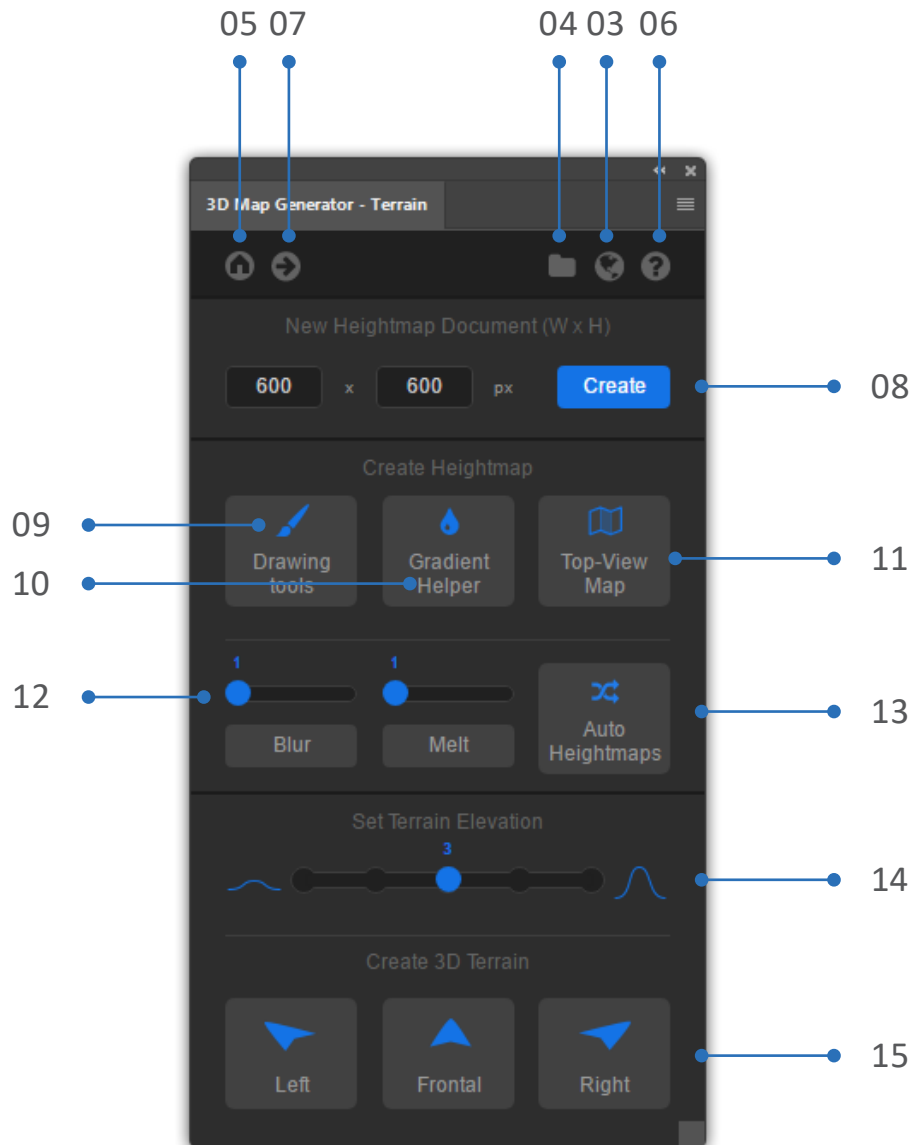 05 07 04 03 06
3D Map Generator - Terrain
New Heightmap Document (W x H)
600 x 600 px Create
08
Create Heightmap
09
10
11
Drawing
tools
Gradient
Helper
Top-View
Map
1 1
12
13
Blur Melt
Auto
Heightmaps
Set Terrain Elevation
3
14
Create 3D Terrain
15
Left Frontal Right